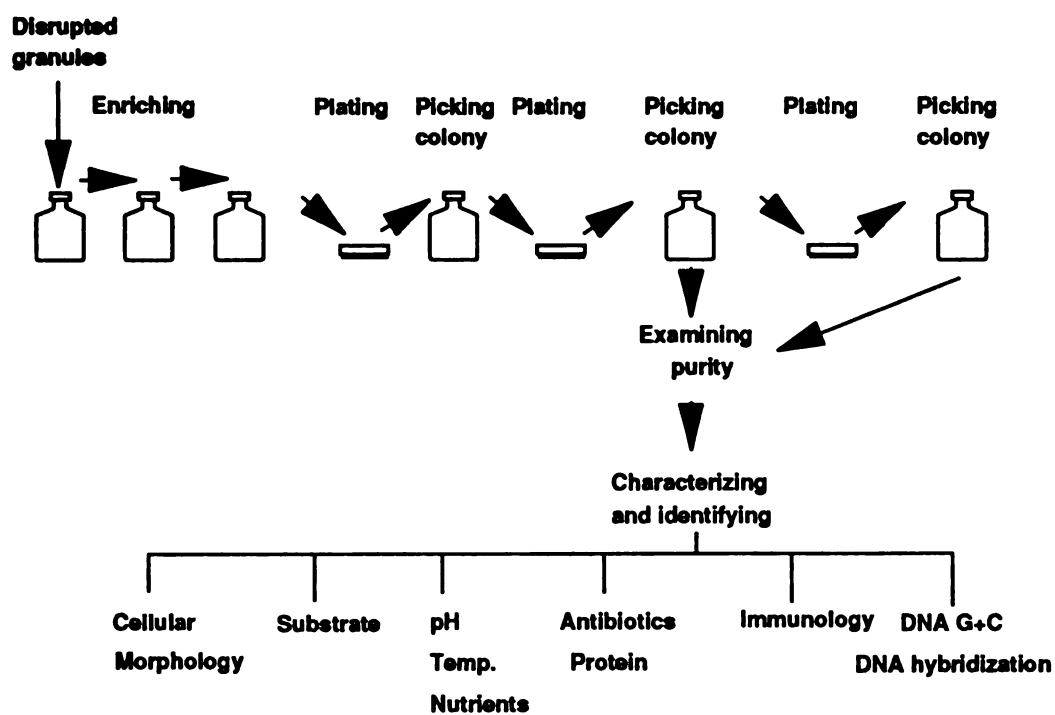 Disrupted
granules
Enriching
Plating
Picking
colony
Plating
Picking
colony
Plating
Picking
colony
Examining
purity
Characterizing
and identifying
Cellular
Morphology
Substrate
pH
Temp.
Nutrients
Antibiotics
Protein
Immunology
DNA G+C
DNA hybridization